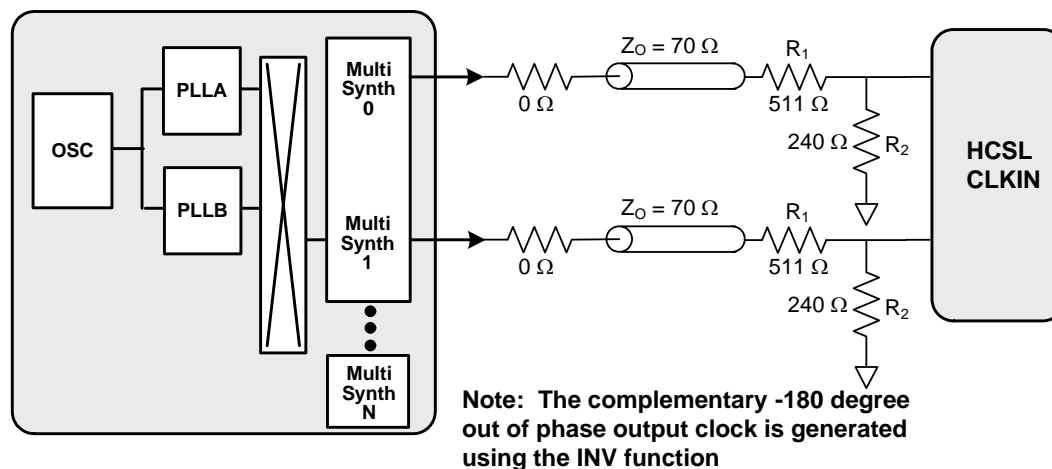 OSC
PLLA
PLLB
Multi
Synth
0
Multi
Synth
1
Multi
Synth
N
0 Ω
Z_O = 70 Ω
R_1
511 Ω
240 Ω
R_2
0 Ω
Z_O = 70 Ω
R_1
511 Ω
240 Ω
R_2
HCSL
CLKIN
Note: The complementary -180 degree
out of phase output clock is generated
using the INV function